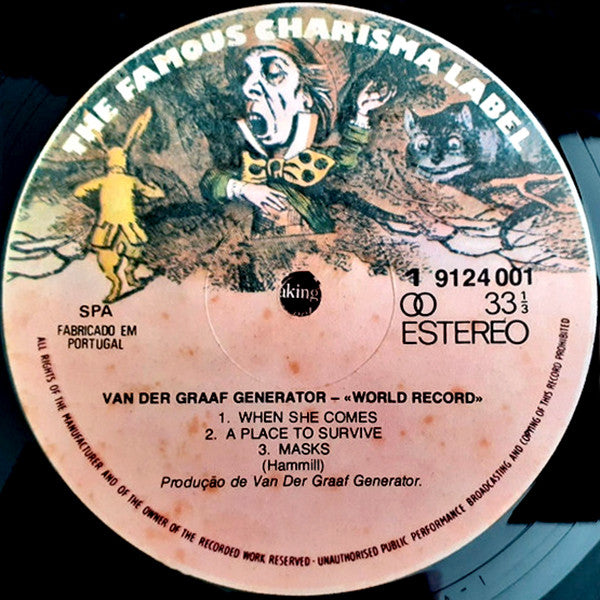 THE FAMOUS CHARISMA LABEL
1 9124 001
33 1/3
ESTEREO
SPA
FABRICADO EM
PORTUGAL
aking
VAN DER GRAAF GENERATOR – «WORLD RECORD»
1. WHEN SHE COMES
2. A PLACE TO SURVIVE
3. MASKS
(Hammill)
Produção de Van Der Graaf Generator.
ALL RIGHTS OF THE MANUFACTURER AND OF THE OWNER OF THE RECORDED WORK RESERVED · UNAUTHORISED PUBLIC PERFORMANCE BROADCASTING AND COPYING OF THIS RECORD PROHIBITED